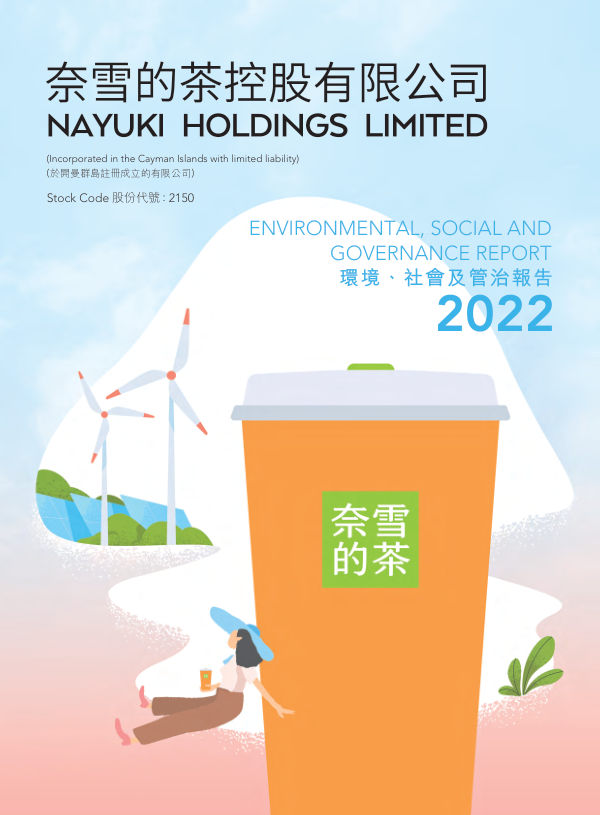 奈雪的茶控股有限公司
NAYUKI HOLDINGS LIMITED
(Incorporated in the Cayman Islands with limited liability)
(於開曼群島註冊成立的有限公司)
Stock Code 股份代號 : 2150
ENVIRONMENTAL, SOCIAL AND
GOVERNANCE REPORT
環境、社會及管治報告
2022
奈雪
的茶